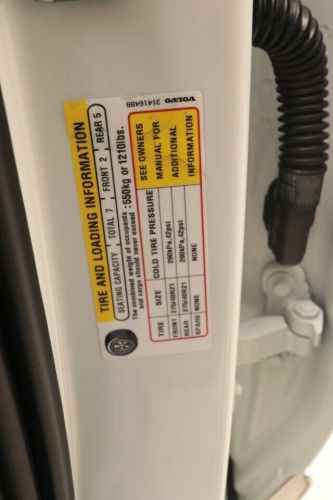 TIRE AND LOADING INFORMATION
SEATING CAPACITY TOTAL 7 FRONT 2 REAR 5
The combined weight of occupants and cargo should never exceed : 550kg or 1210lbs.
TIRE SIZE COLD TIRE PRESSURE
FRONT 275/40R21 290kPa,42psi
REAR 275/40R21 290kPa,42psi
SPARE NONE NONE
SEE OWNERS
MANUAL FOR
ADDITIONAL
INFORMATION
VOLVO 31416488